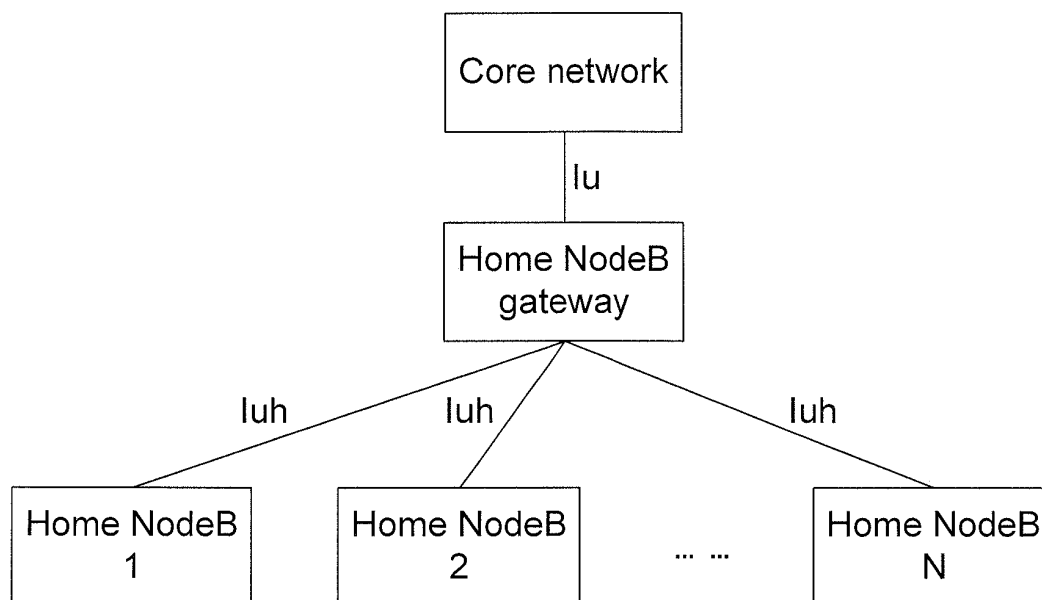 Core network
Iu
Home NodeB
gateway
Iuh
Iuh
Iuh
Home NodeB
1
Home NodeB
2
... ...
Home NodeB
N